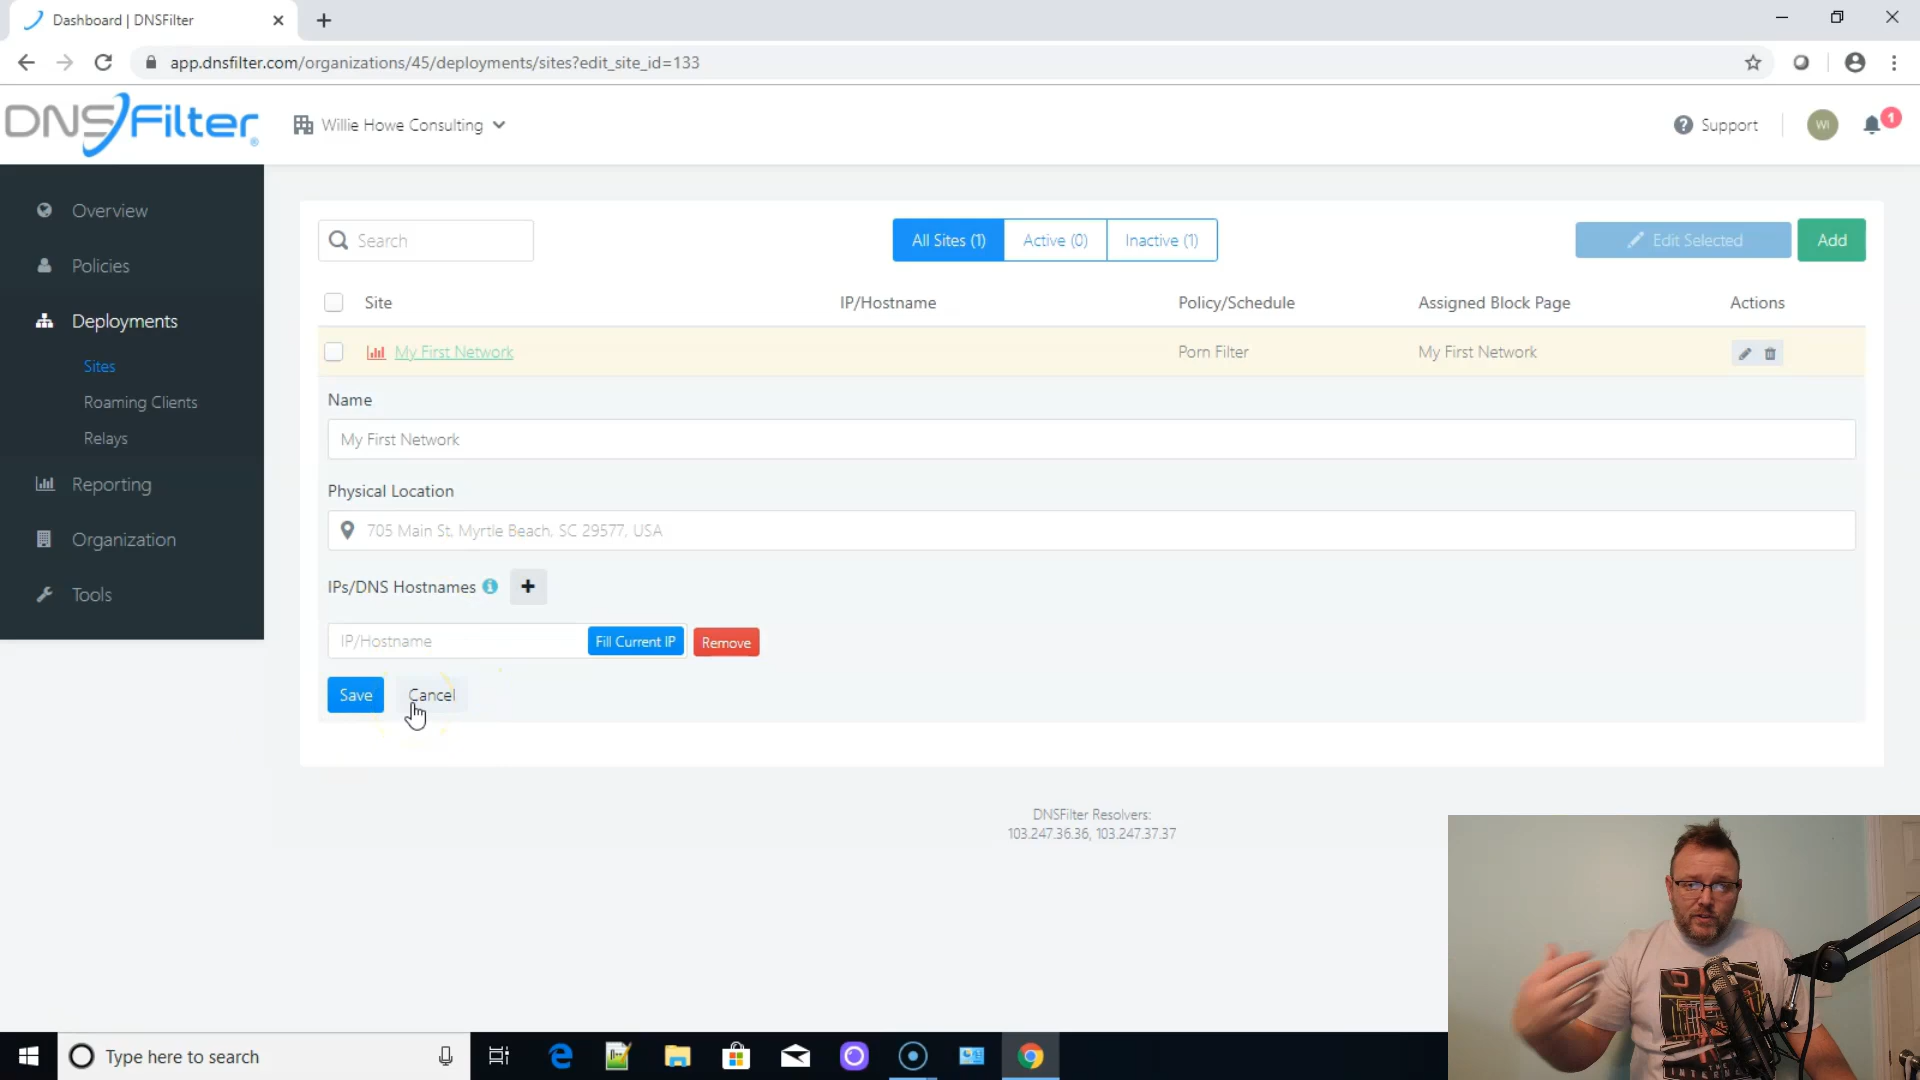 Dashboard | DNSFilter
app.dnsfilter.com/organizations/45/deployments/sites?edit_site_id=133
DNSFilter
Willie Howe Consulting
Support
WI
1
Overview
Policies
Deployments
Sites
Roaming Clients
Relays
Reporting
Organization
Tools
Search
All Sites (1)
Active (0)
Inactive (1)
Edit Selected
Add
Site
IP/Hostname
Policy/Schedule
Assigned Block Page
Actions
My First Network
Porn Filter
My First Network
Name
My First Network
Physical Location
705 Main St, Myrtle Beach, SC 29577, USA
IPs/DNS Hostnames
IP/Hostname
Fill Current IP
Remove
Save
Cancel
DNSFilter Resolvers:
103.247.36.36, 103.247.37.37
Type here to search